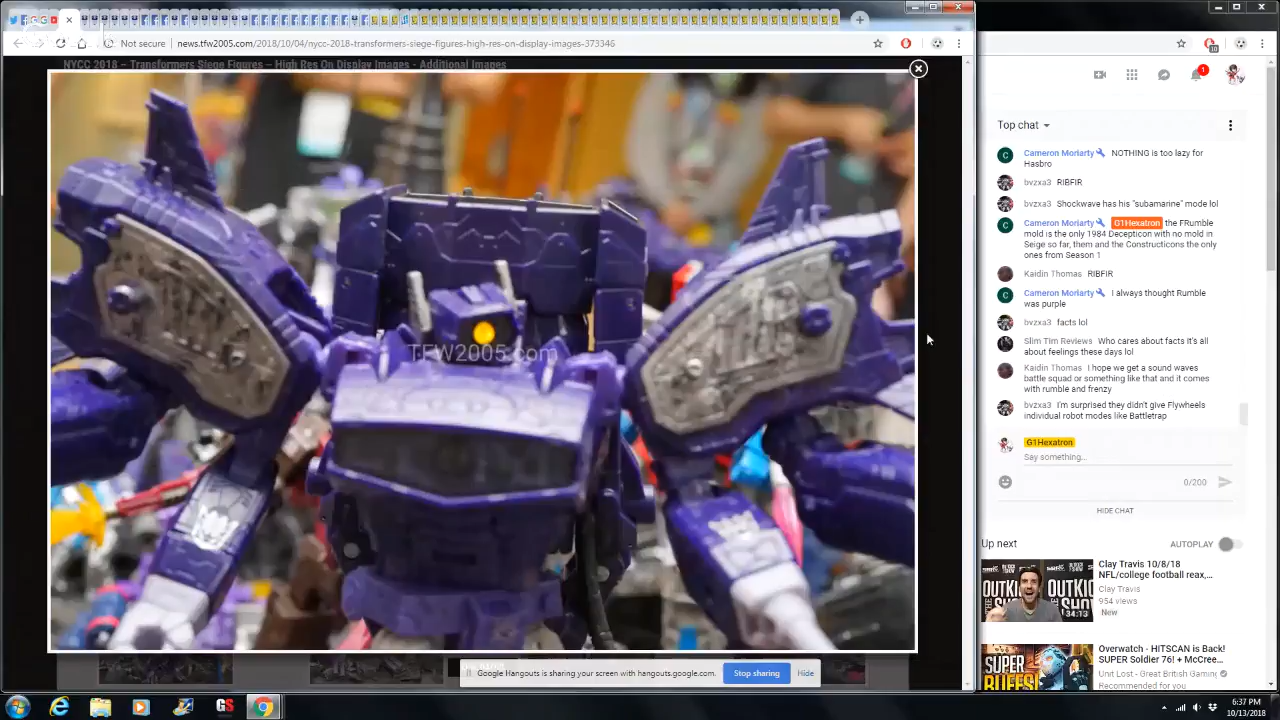 Not secure
news.tfw2005.com/2018/10/04/nycc-2018-transformers-siege-figures-high-res-on-display-images-373346
NYCC 2018 – Transformers Siege Figures – High Res On Display Images - Additional Images
TFW2005.com
Google Hangouts is sharing your screen with hangouts.google.com.
Stop sharing
Hide
10
1
Top chat
Cameron Moriarty NOTHING is too lazy for
Hasbro
bvzxa3 RIBFIR
bvzxa3 Shockwave has his "subamarine" mode lol
Cameron Moriarty G1Hexatron the FRumble
mold is the only 1984 Decepticon with no mold in
Seige so far, them and the Constructicons the only
ones from Season 1
Kaidin Thomas RIBFIR
Cameron Moriarty I always thought Rumble
was purple
bvzxa3 facts lol
Slim Tim Reviews Who cares about facts it's all
about feelings these days lol
Kaidin Thomas I hope we get a sound waves
battle squad or something like that and it comes
with rumble and frenzy
bvzxa3 I'm surprised they didn't give Flywheels
individual robot modes like Battletrap
G1Hexatron
Say something...
0/200
HIDE CHAT
Up next
AUTOPLAY
OUTKI
THE SHOW
34:13
Clay Travis 10/8/18
NFL/college football reax,...
Clay Travis
954 views
New
SUPER
BUFFS!
Overwatch - HITSCAN is Back!
SUPER Soldier 76! + McCree...
Unit Lost - Great British Gaming
Recommended for you
GS
6:37 PM
10/13/2018